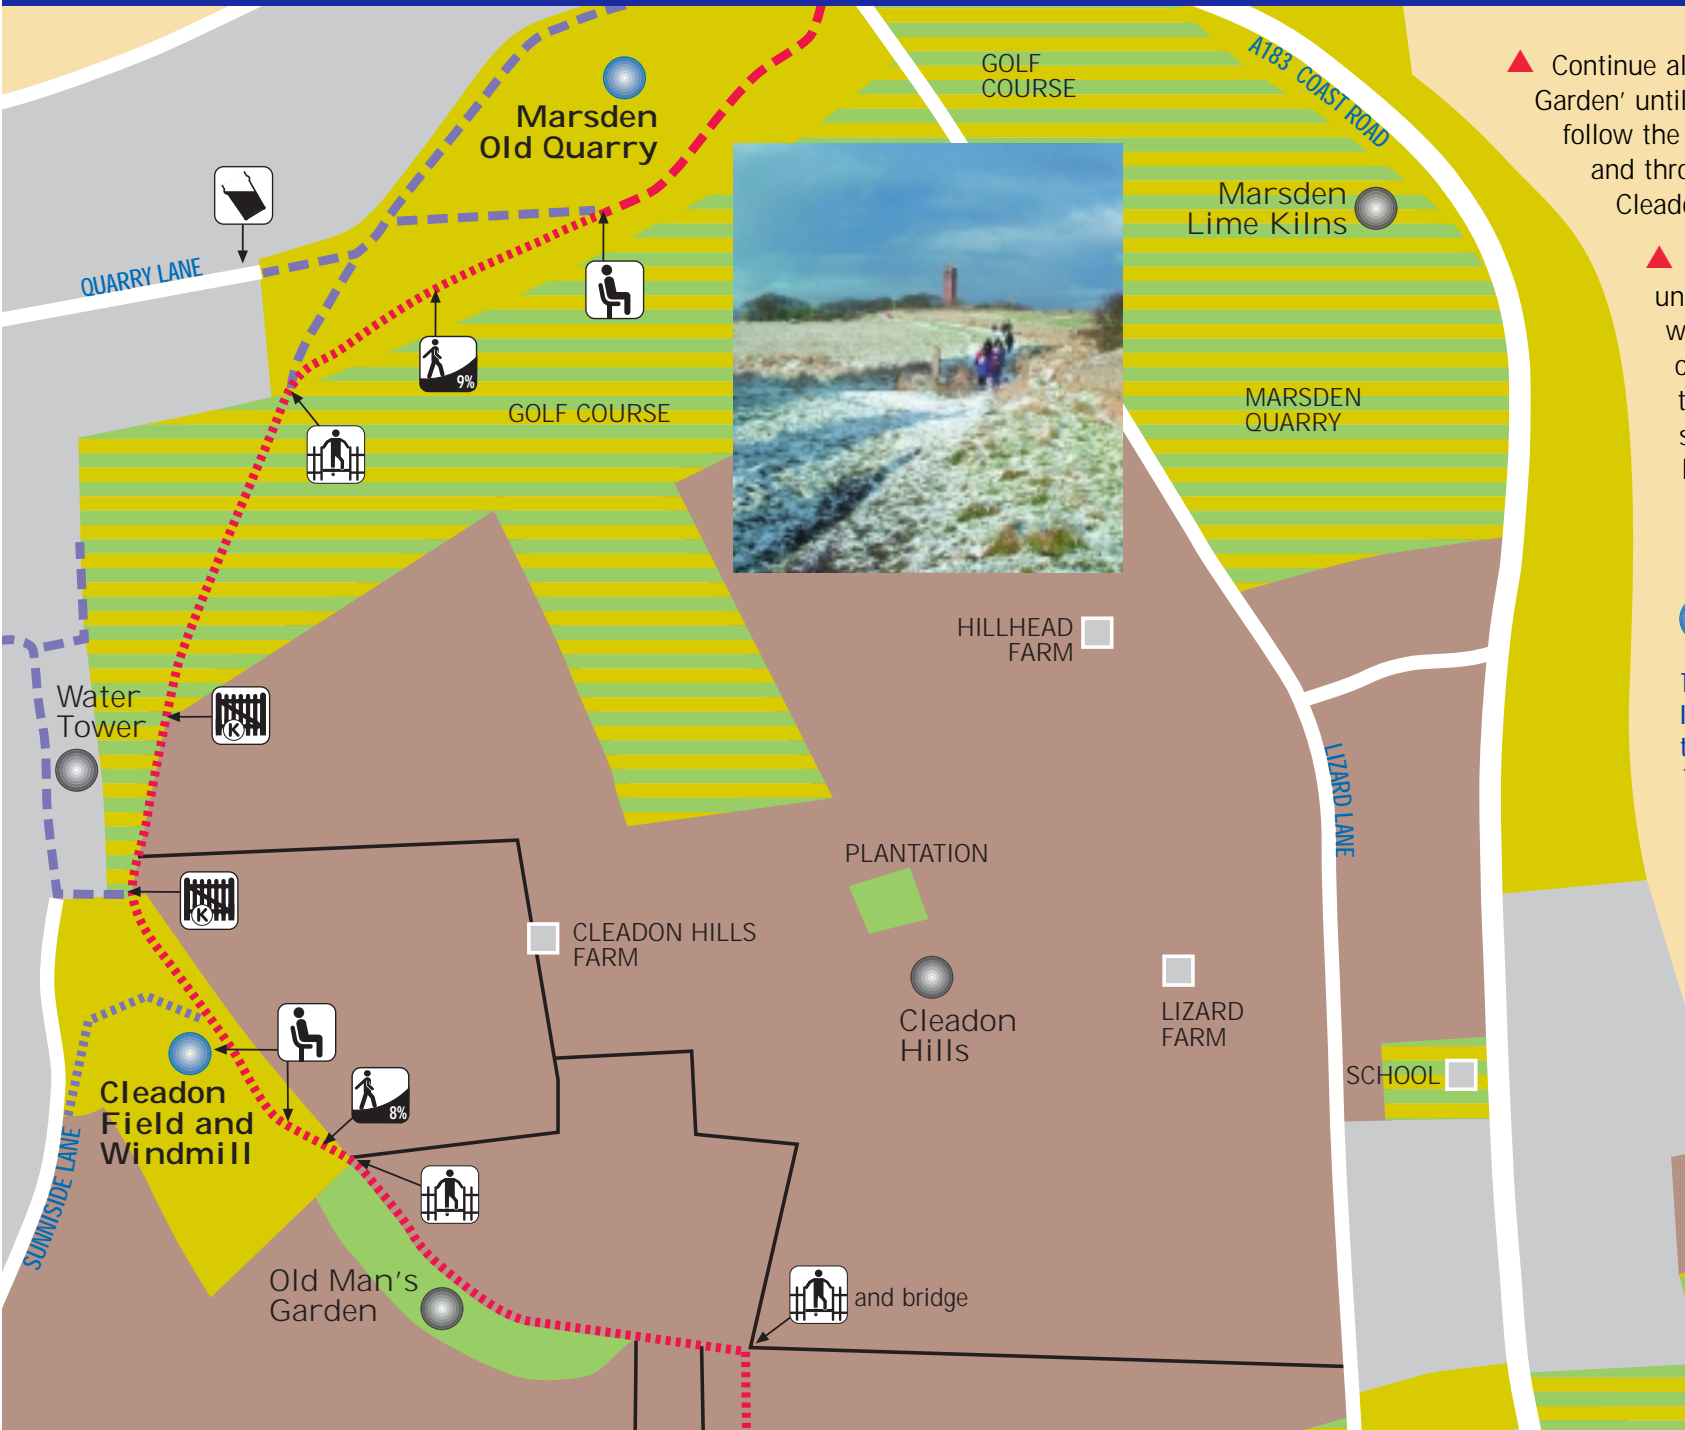 GOLF
COURSE
A183 COAST ROAD
Marsden
Old Quarry
Marsden
Lime Kilns
QUARRY LANE
9%
GOLF COURSE
MARSDEN
QUARRY
HILLHEAD
FARM
Water
Tower
K
LIZARD LANE
PLANTATION
K
CLEADON HILLS
FARM
Cleadon
Hills
LIZARD
FARM
SCHOOL
Cleadon
Field and
Windmill
8%
SUNNISIDE LANE
Old Man's
Garden
and bridge
Continue al
Garden' until
follow the
and thro
Cleado
un
w